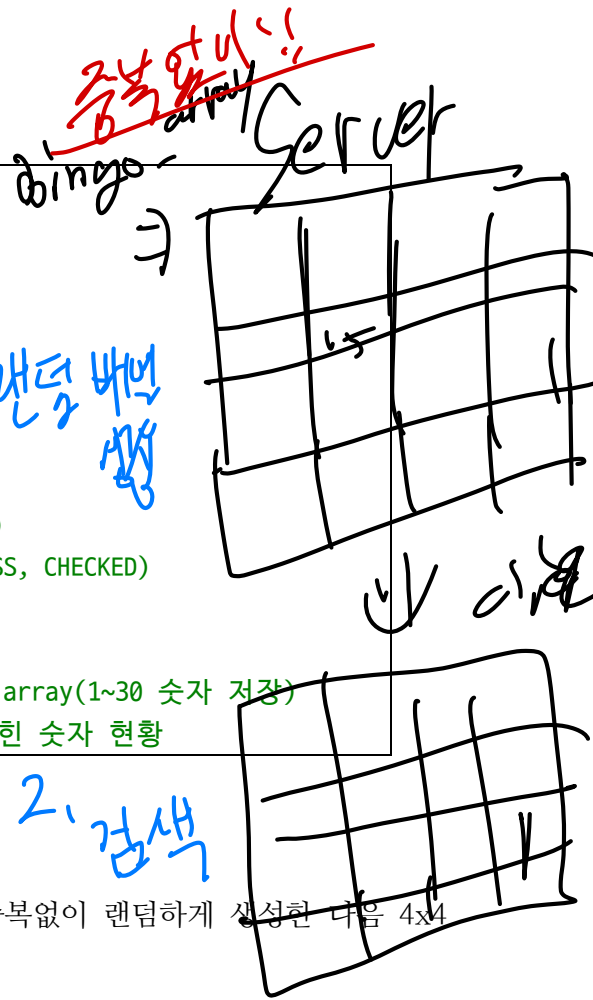 중복없이!!
Bingo-array
Server
랜덤 배열
생성
SS, CHECKED)
array(1~30 숫자 저장)
힌 숫자 현황
2. 검색
복없이 랜덤하게 생성한 다음 4x4